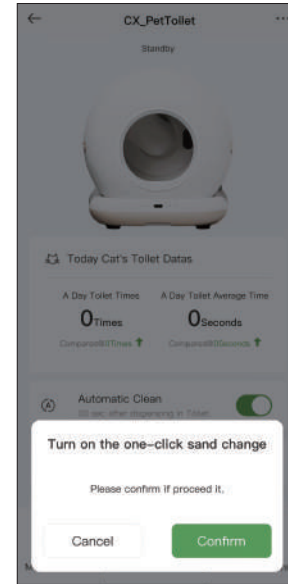 CX_PetToilet
Standby
Today Cat's Toilet Datas
A Day Toilet Times A Day Toilet Average Time
0Times 0Seconds
Automatic Clean
Turn on the one-click sand change
Please confirm if proceed it.
Cancel Confirm